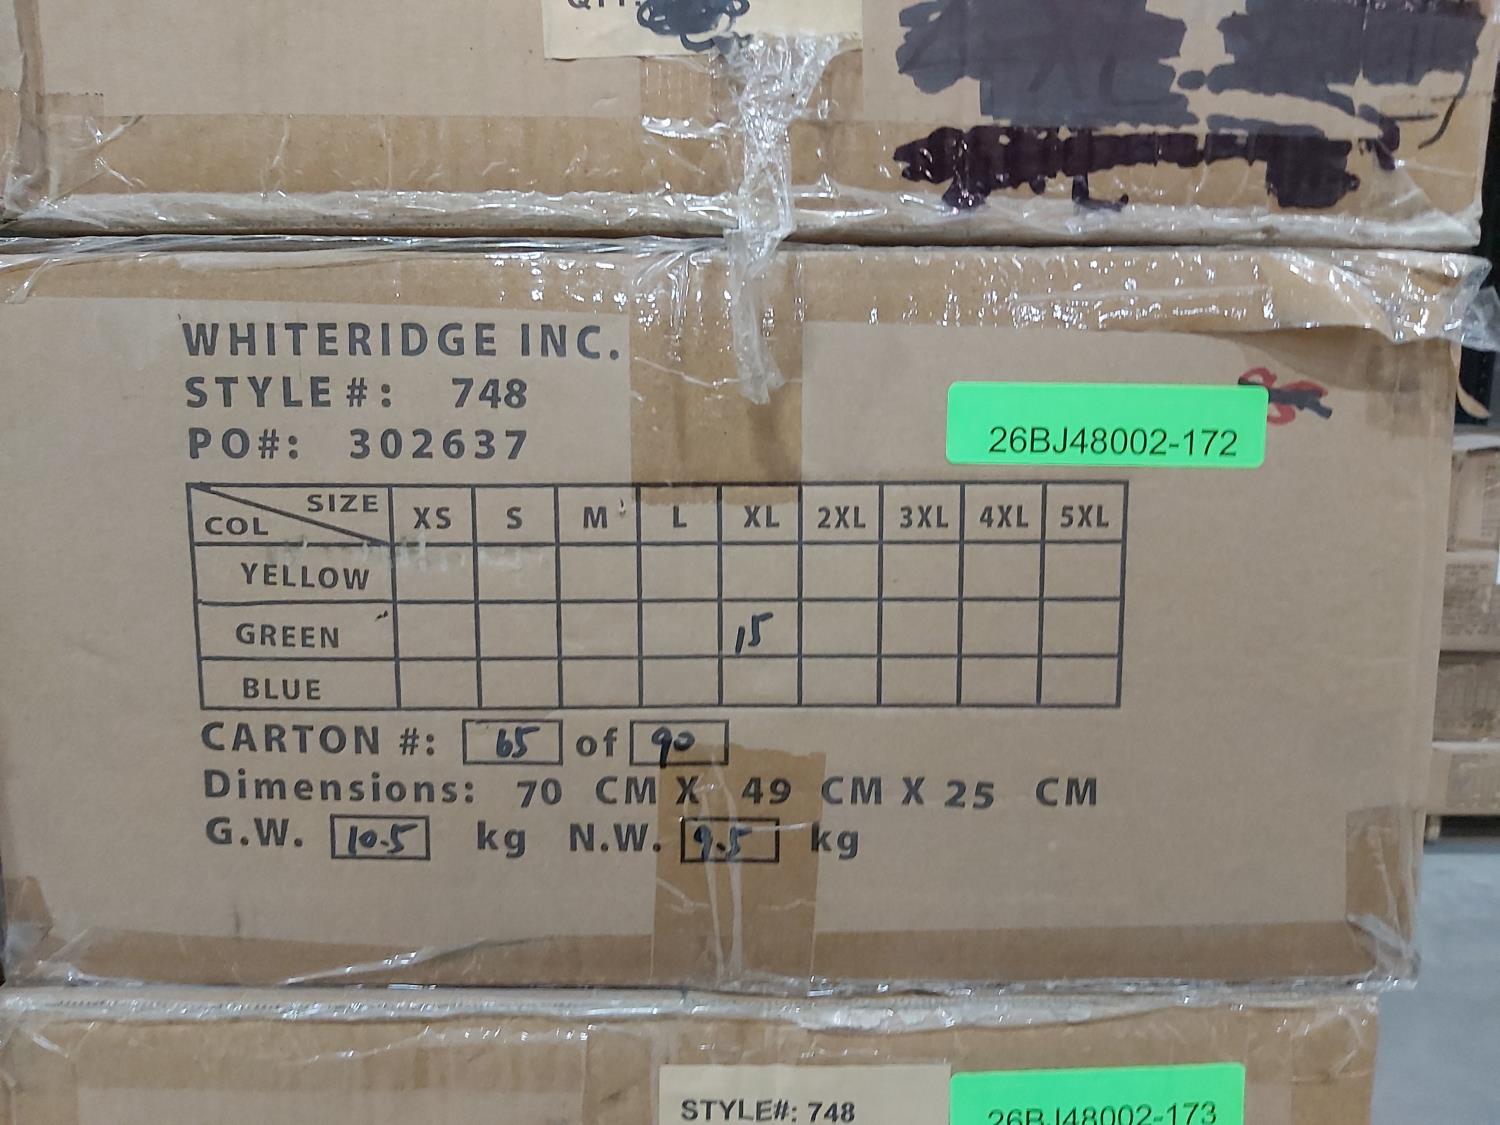 QTY:
WHITERIDGE INC.
STYLE#: 748
PO#: 302637
26BJ48002-172
SIZE XS S M L XL 2XL 3XL 4XL 5XL
COL
YELLOW
GREEN 15
BLUE
CARTON #: 65 of 90
Dimensions: 70 CM X 49 CM X 25 CM
G.W. 10.5 kg N.W. 9.5 kg
STYLE#: 748
26BJ48002-173